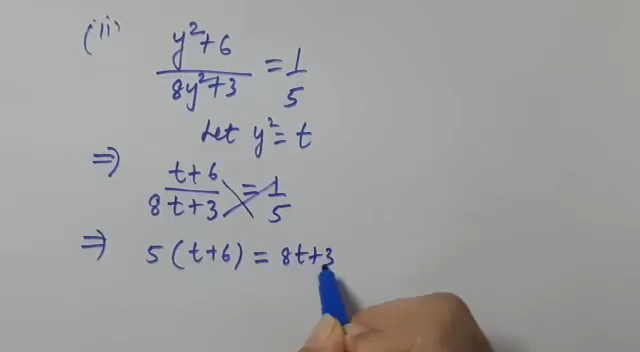 (ii) y²+6 / 8y²+3 = 1/5
Let y² = t
⇒ t+6 / 8t+3 = 1/5
⇒ 5(t+6) = 8t+3